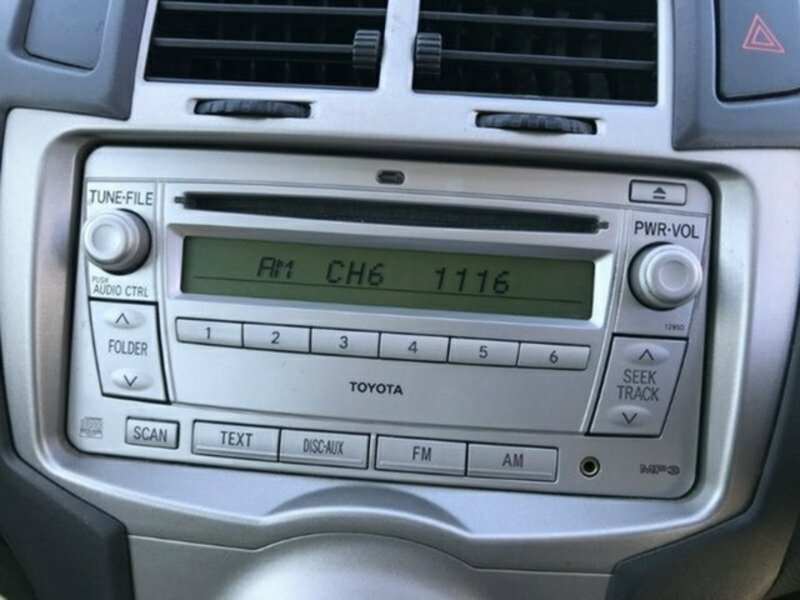 TUNE·FILE
PWR·VOL
AM CH6 1116
PUSH
AUDIO CTRL
12850
1 2 3 4 5 6
FOLDER
SEEK
TRACK
TOYOTA
SCAN
TEXT
DISC·AUX
FM
AM
MP3